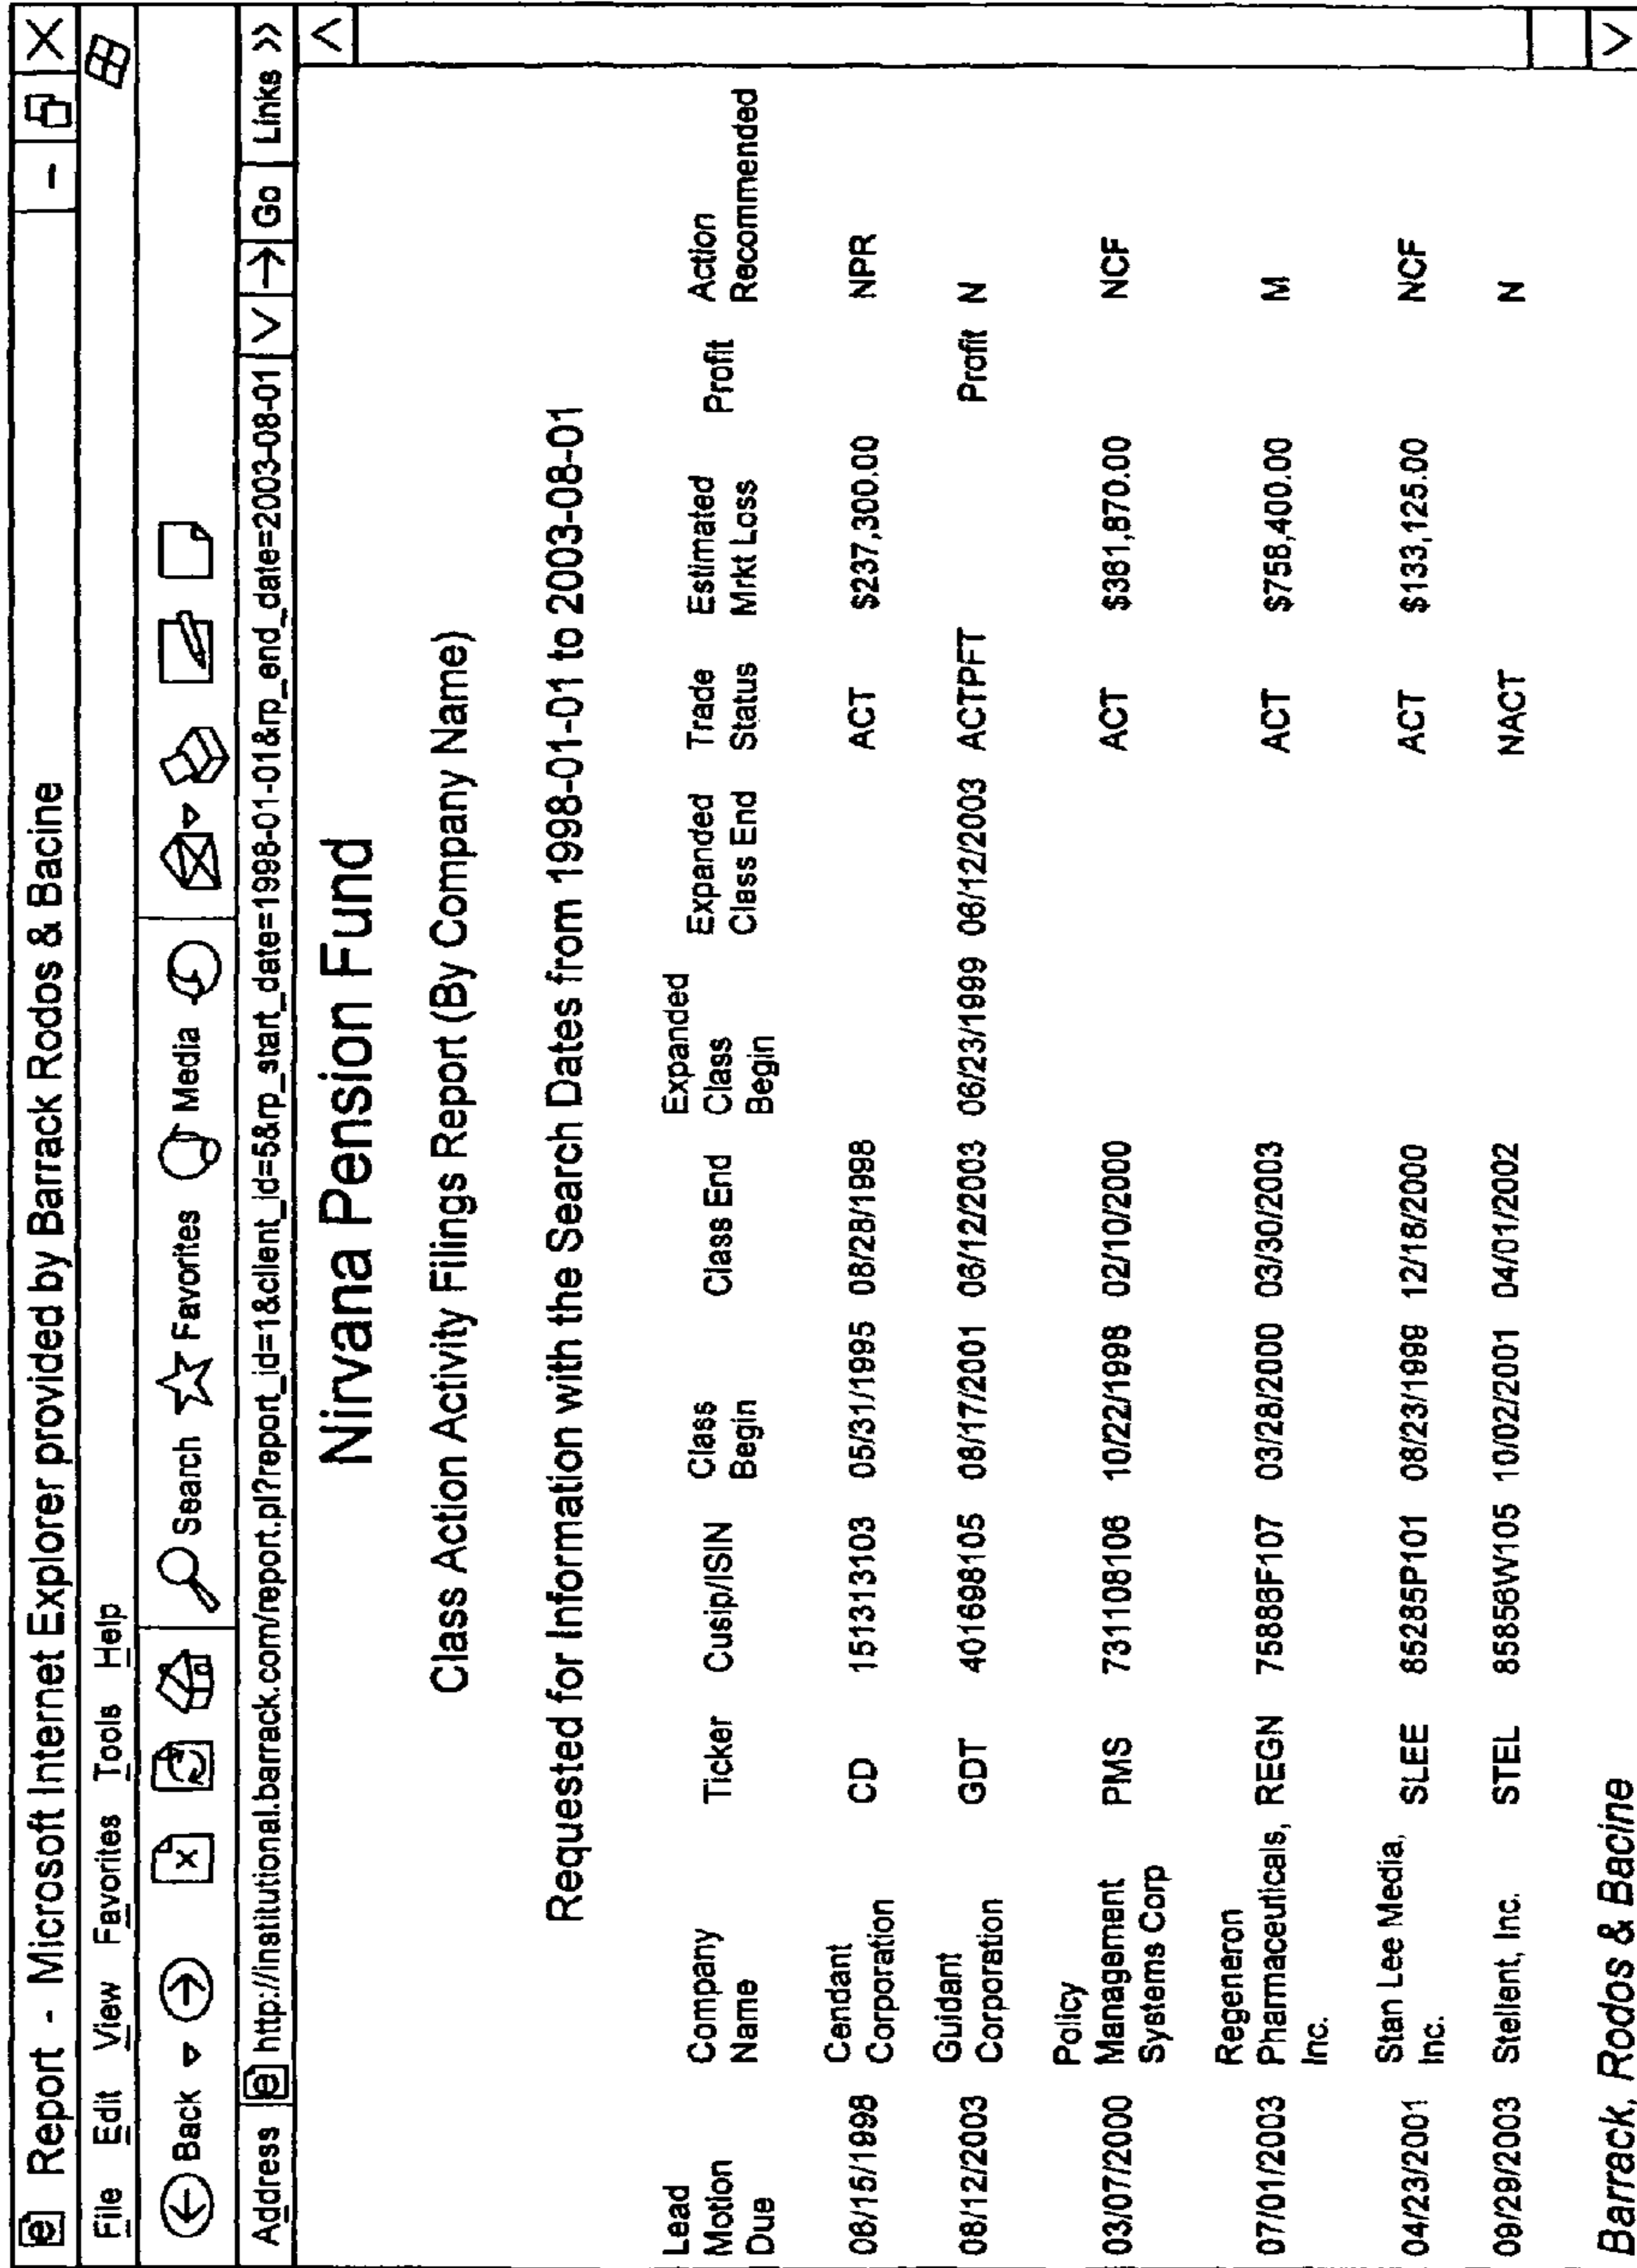 Report - Microsoft Internet Explorer provided by Barrack Rodos & Bacine
File Edit View Favorites Tools Help
Back Search Favorites Media
Address http://institutional.barrack.com/report.pl?report_id=1&client_id=5&rp_start_date=1998-01-01&rp_end_date=2003-08-01 Go Links »
Nirvana Pension Fund
Class Action Activity Filings Report (By Company Name)
Requested for Information with the Search Dates from 1998-01-01 to 2003-08-01
Lead Motion Due Company Name Ticker Cusip/ISIN Class Begin Class End Expanded Class Begin Expanded Class End Trade Status Estimated Mrkt Loss Profit Action Recommended
06/15/1998 Cendant Corporation CD 151313103 05/31/1995 08/28/1998 ACT $237,300.00 NPR
08/12/2003 Guidant Corporation GDT 401698105 08/17/2001 06/12/2003 06/23/1999 06/12/2003 ACTPFT Profit N
03/07/2000 Policy Management Systems Corp PMS 731108106 10/22/1998 02/10/2000 ACT $381,870.00 NCF
07/01/2003 Regeneron Pharmaceuticals, Inc. REGN 75886F107 03/28/2000 03/30/2003 ACT $758,400.00 M
04/23/2001 Stan Lee Media, Inc. SLEE 85285P101 08/23/1999 12/18/2000 ACT $133,125.00 NCF
09/29/2003 Stellent, Inc. STEL 85856W105 10/02/2001 04/01/2002 NACT N
Barrack, Rodos & Bacine